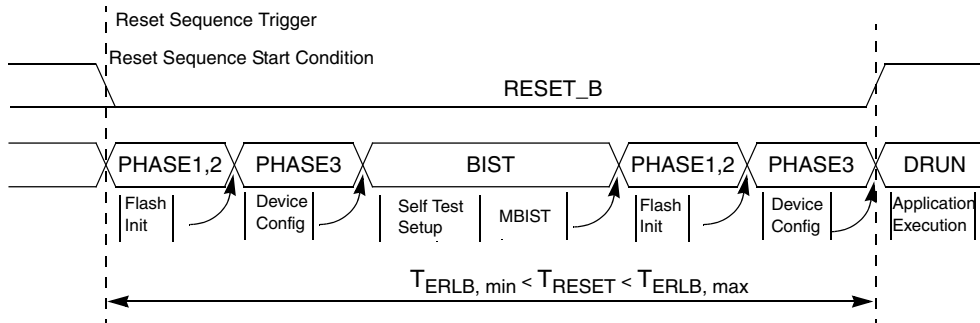 Reset Sequence Trigger
Reset Sequence Start Condition
RESET_B
PHASE1,2 PHASE3 BIST PHASE1,2 PHASE3 DRUN
Flash Init
Device Config
Self Test Setup
MBIST
Flash Init
Device Config
Application Execution
TERLB, min < TRESET < TERLB, max